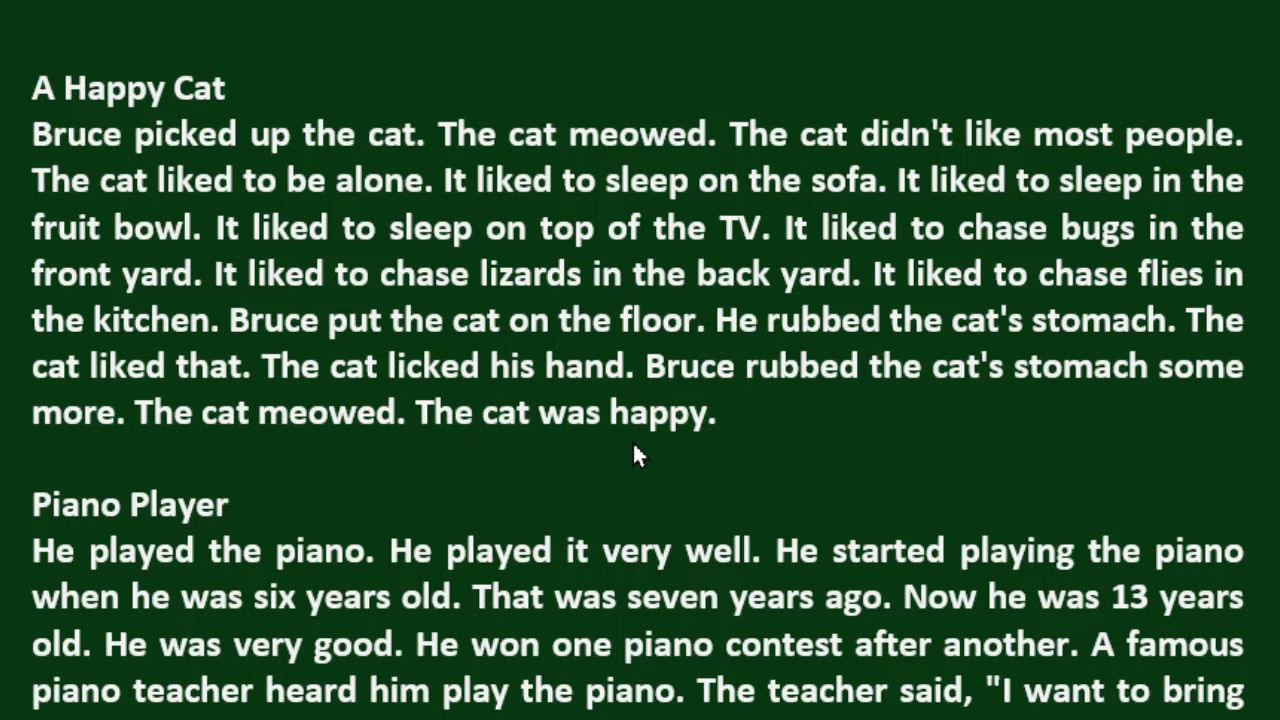 A Happy Cat
Bruce picked up the cat. The cat meowed. The cat didn't like most people.
The cat liked to be alone. It liked to sleep on the sofa. It liked to sleep in the
fruit bowl. It liked to sleep on top of the TV. It liked to chase bugs in the
front yard. It liked to chase lizards in the back yard. It liked to chase flies in
the kitchen. Bruce put the cat on the floor. He rubbed the cat's stomach. The
cat liked that. The cat licked his hand. Bruce rubbed the cat's stomach some
more. The cat meowed. The cat was happy.
Piano Player
He played the piano. He played it very well. He started playing the piano
when he was six years old. That was seven years ago. Now he was 13 years
old. He was very good. He won one piano contest after another. A famous
piano teacher heard him play the piano. The teacher said, "I want to bring